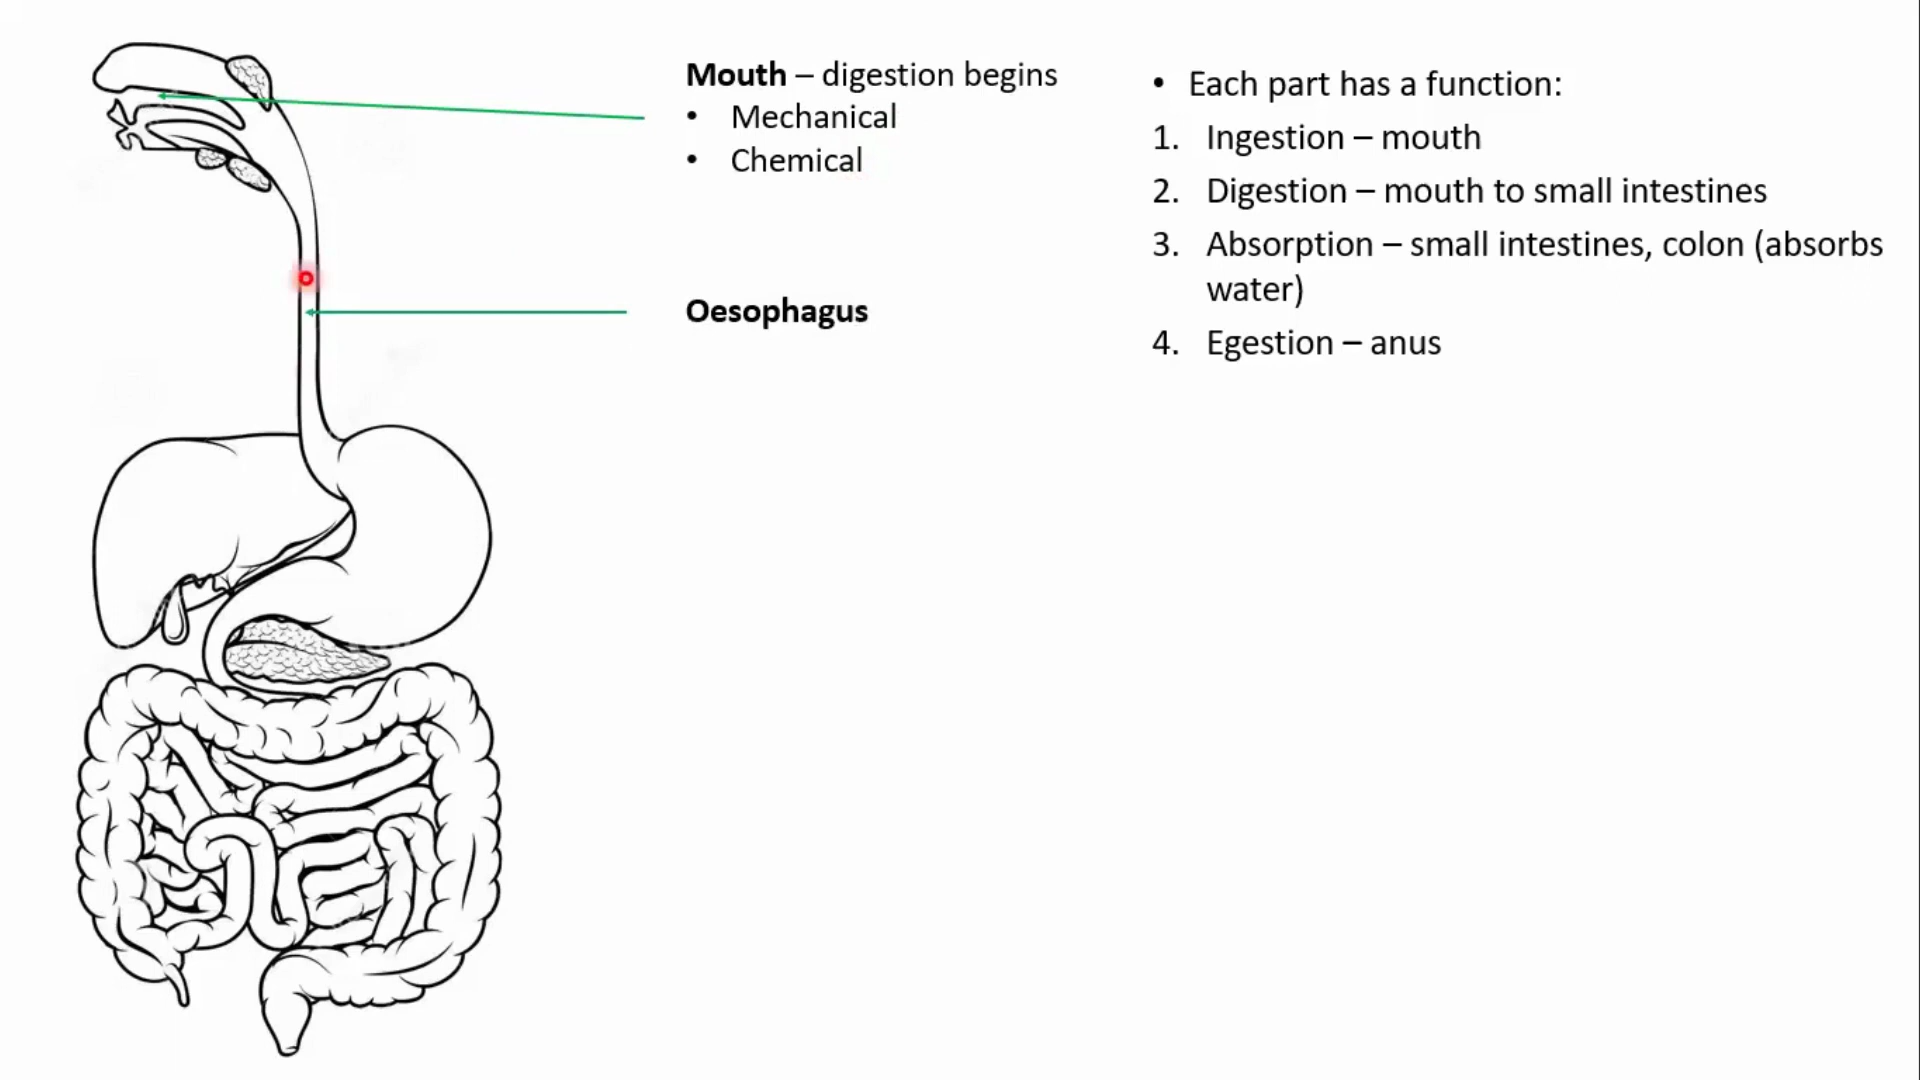 Mouth – digestion begins
• Mechanical
• Chemical
Oesophagus
• Each part has a function:
1. Ingestion – mouth
2. Digestion – mouth to small intestines
3. Absorption – small intestines, colon (absorbs
water)
4. Egestion – anus